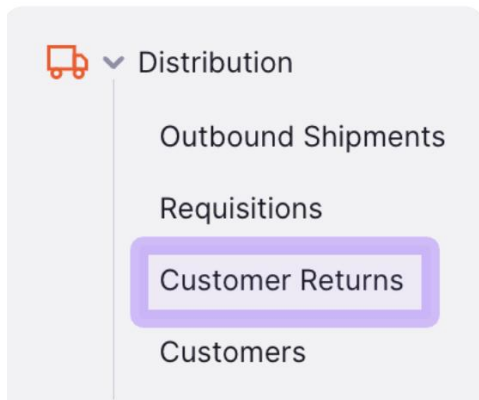 Distribution
Outbound Shipments
Requisitions
Customer Returns
Customers